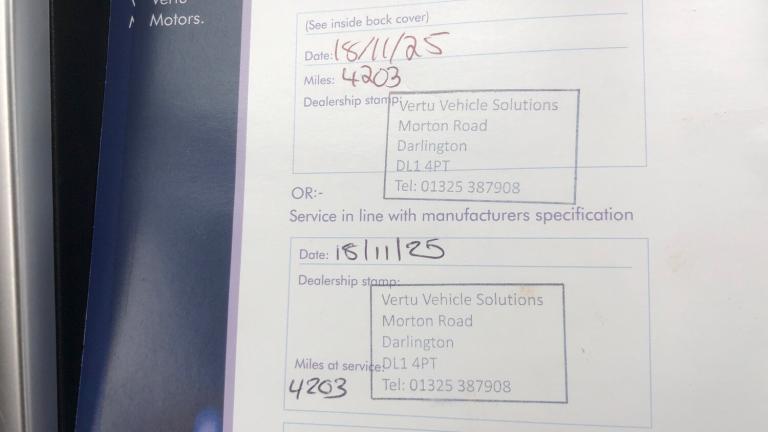 Vertu
Motors.
(See inside back cover)
Date: 18/11/25
Miles: 4203
Dealership stamp:
Vertu Vehicle Solutions
Morton Road
Darlington
DL1 4PT
Tel: 01325 387908
OR:-
Service in line with manufacturers specification
Date: 18/11/25
Dealership stamp:
Vertu Vehicle Solutions
Morton Road
Darlington
DL1 4PT
Tel: 01325 387908
Miles at service:
4203